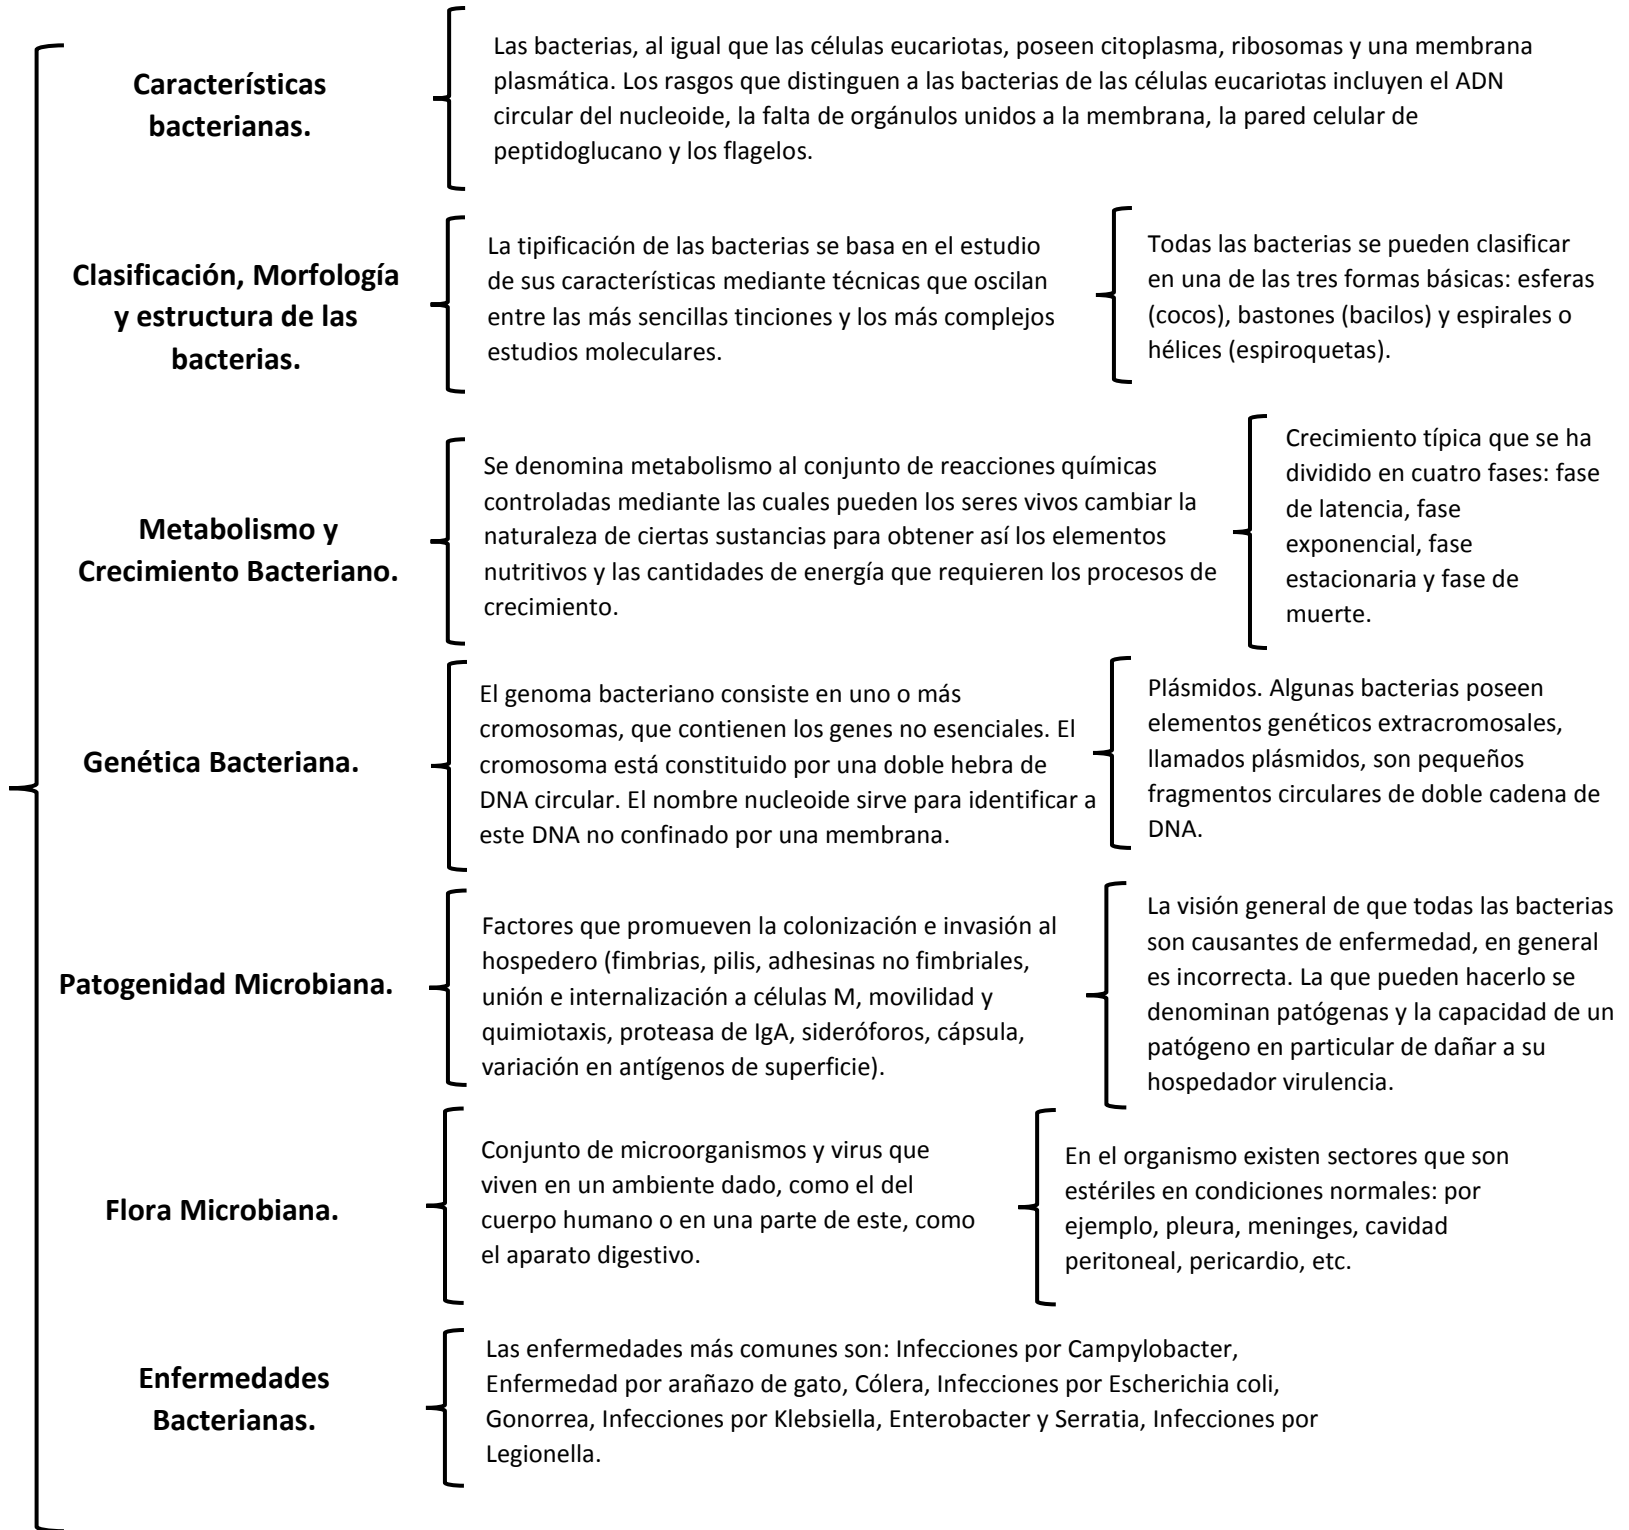 Características
bacterianas.
Las bacterias, al igual que las células eucariotas, poseen citoplasma, ribosomas y una membrana
plasmática. Los rasgos que distinguen a las bacterias de las células eucariotas incluyen el ADN
circular del nucleoide, la falta de orgánulos unidos a la membrana, la pared celular de
peptidoglucano y los flagelos.
Clasificación, Morfología
y estructura de las
bacterias.
La tipificación de las bacterias se basa en el estudio
de sus características mediante técnicas que oscilan
entre las más sencillas tinciones y los más complejos
estudios moleculares.
Todas las bacterias se pueden clasificar
en una de las tres formas básicas: esferas
(cocos), bastones (bacilos) y espirales o
hélices (espiroquetas).
Metabolismo y
Crecimiento Bacteriano.
Se denomina metabolismo al conjunto de reacciones químicas
controladas mediante las cuales pueden los seres vivos cambiar la
naturaleza de ciertas sustancias para obtener así los elementos
nutritivos y las cantidades de energía que requieren los procesos de
crecimiento.
Crecimiento típica que se ha
dividido en cuatro fases: fase
de latencia, fase
exponencial, fase
estacionaria y fase de
muerte.
Genética Bacteriana.
El genoma bacteriano consiste en uno o más
cromosomas, que contienen los genes no esenciales. El
cromosoma está constituido por una doble hebra de
DNA circular. El nombre nucleoide sirve para identificar a
este DNA no confinado por una membrana.
Plásmidos. Algunas bacterias poseen
elementos genéticos extracromosales,
llamados plásmidos, son pequeños
fragmentos circulares de doble cadena de
DNA.
Patogenidad Microbiana.
Factores que promueven la colonización e invasión al
hospedero (fimbrias, pilis, adhesinas no fimbriales,
unión e internalización a células M, movilidad y
quimiotaxis, proteasa de IgA, sideróforos, cápsula,
variación en antígenos de superficie).
La visión general de que todas las bacterias
son causantes de enfermedad, en general
es incorrecta. La que pueden hacerlo se
denominan patógenas y la capacidad de un
patógeno en particular de dañar a su
hospedador virulencia.
Flora Microbiana.
Conjunto de microorganismos y virus que
viven en un ambiente dado, como el del
cuerpo humano o en una parte de este, como
el aparato digestivo.
En el organismo existen sectores que son
estériles en condiciones normales: por
ejemplo, pleura, meninges, cavidad
peritoneal, pericardio, etc.
Enfermedades
Bacterianas.
Las enfermedades más comunes son: Infecciones por Campylobacter,
Enfermedad por arañazo de gato, Cólera, Infecciones por Escherichia coli,
Gonorrea, Infecciones por Klebsiella, Enterobacter y Serratia, Infecciones por
Legionella.